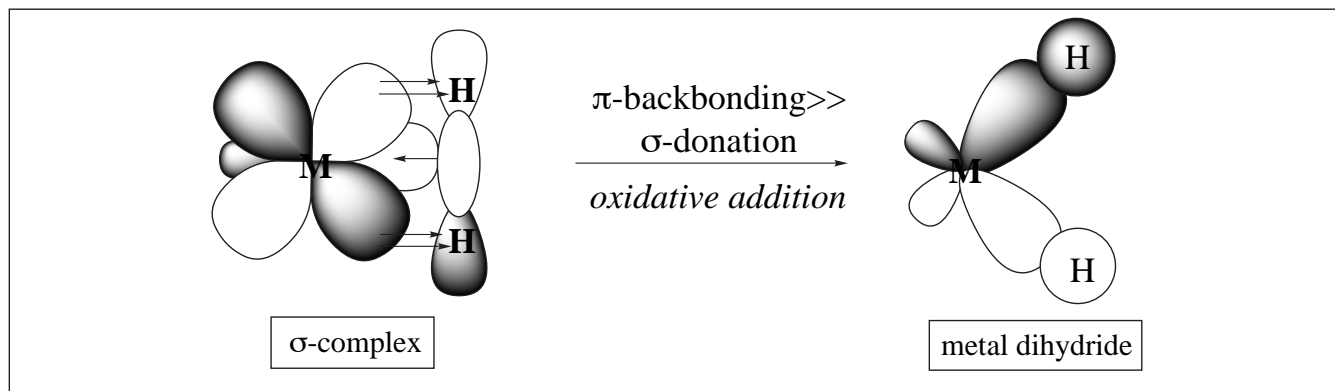 H
H
π-backbonding>>
M
σ-donation
M
oxidative addition
H
H
σ-complex
metal dihydride